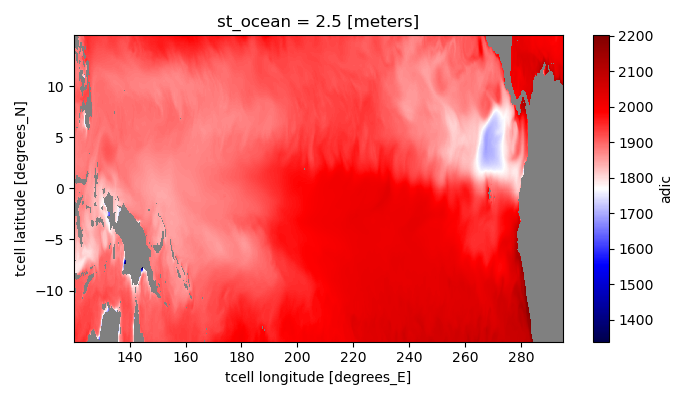 st_ocean = 2.5 [meters]
tcell latitude [degrees_N]
10
5
0
−5
−10
140 160 180 200 220 240 260 280
tcell longitude [degrees_E]
2200
2100
2000
1900
1800
1700
1600
1500
1400
adic